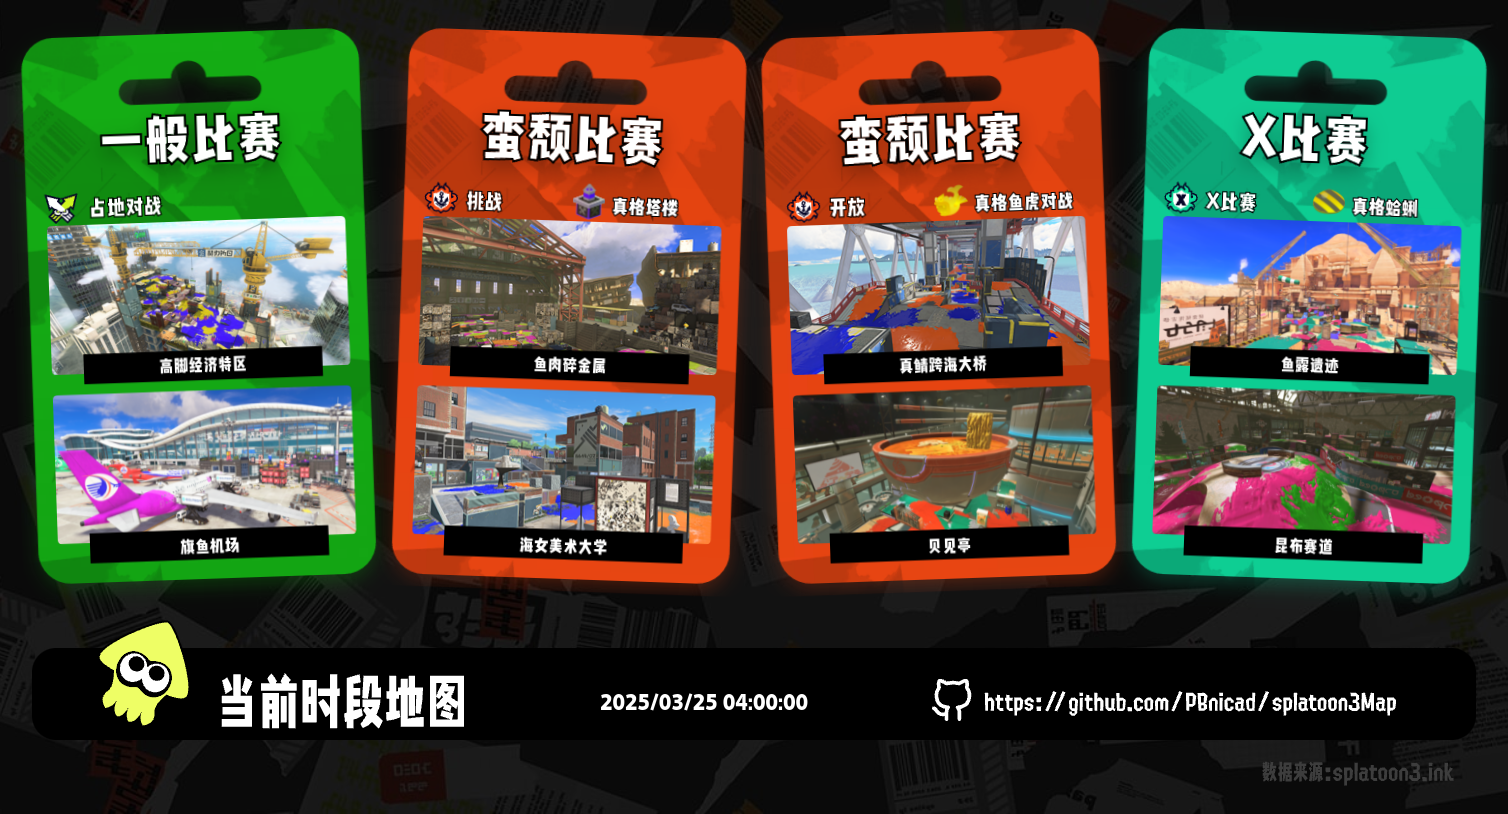 一般比赛
占地对战
高脚经济特区
旗鱼机场
蛮颓比赛
挑战
真格塔楼
鱼肉碎金属
海女美术大学
蛮颓比赛
开放
真格鱼虎对战
真鲭跨海大桥
贝见亭
X比赛
X比赛
真格蛤蜊
鱼露遗迹
昆布赛道
当前时段地图
2025/03/25 04:00:00
https://github.com/PBnicad/splatoon3Map
数据来源:splatoon3.ink